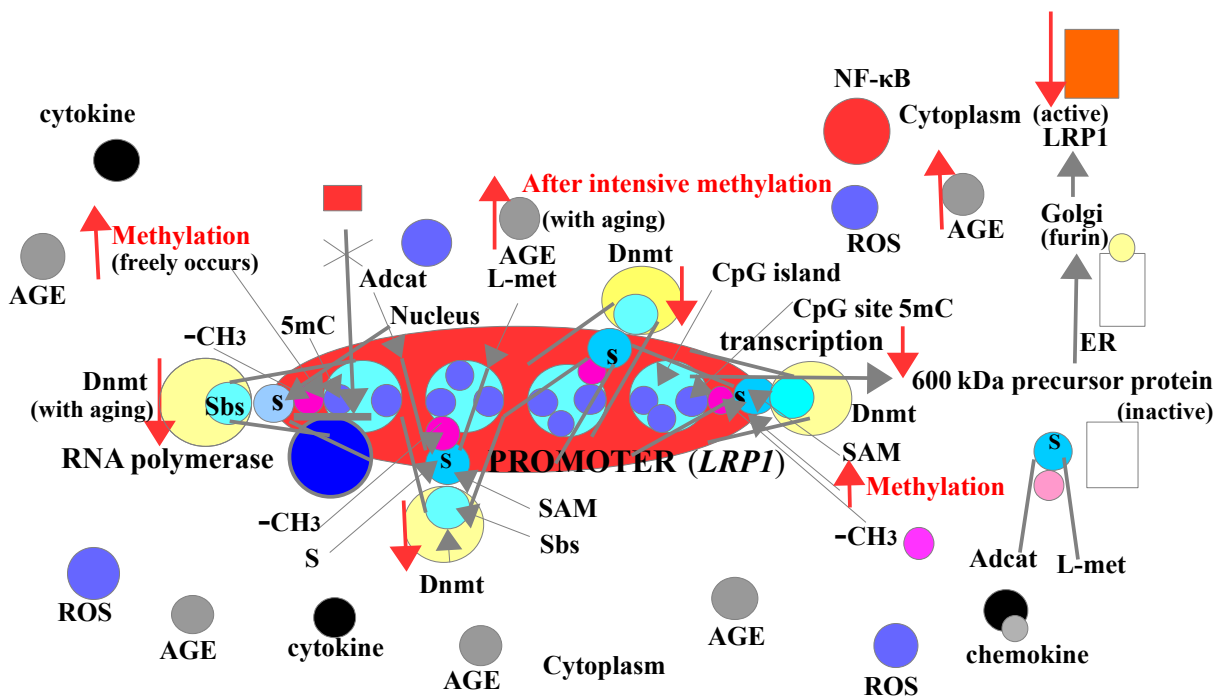 NF-κB
cytokine
Cytoplasm
(active)
LRP1
After intensive methylation
(with aging)
Methylation
(freely occurs)
AGE
Adcat
AGE
L-met
Dnmt
ROS
AGE
Golgi
(furin)
CpG island
CpG site 5mC
Nucleus
5mC
-CH3
transcription
ER
Dnmt
(with aging)
Sbs
S
S
S
600 kDa precursor protein
(inactive)
Dnmt
RNA polymerase
S
PROMOTER (LRP1)
SAM
S
Methylation
-CH3
S
SAM
Sbs
-CH3
Dnmt
Adcat
L-met
ROS
AGE
cytokine
AGE
Cytoplasm
AGE
ROS
chemokine